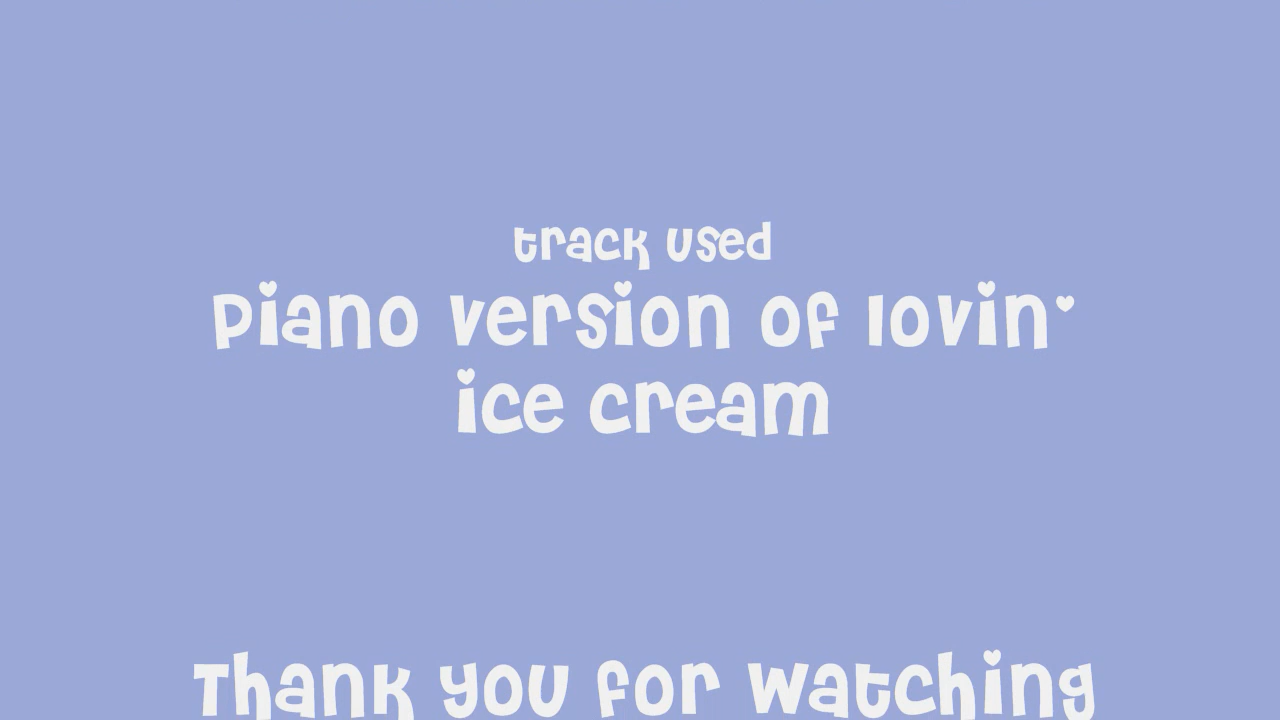 track used
Piano version of lovin'
ice cream
Thank you for watching